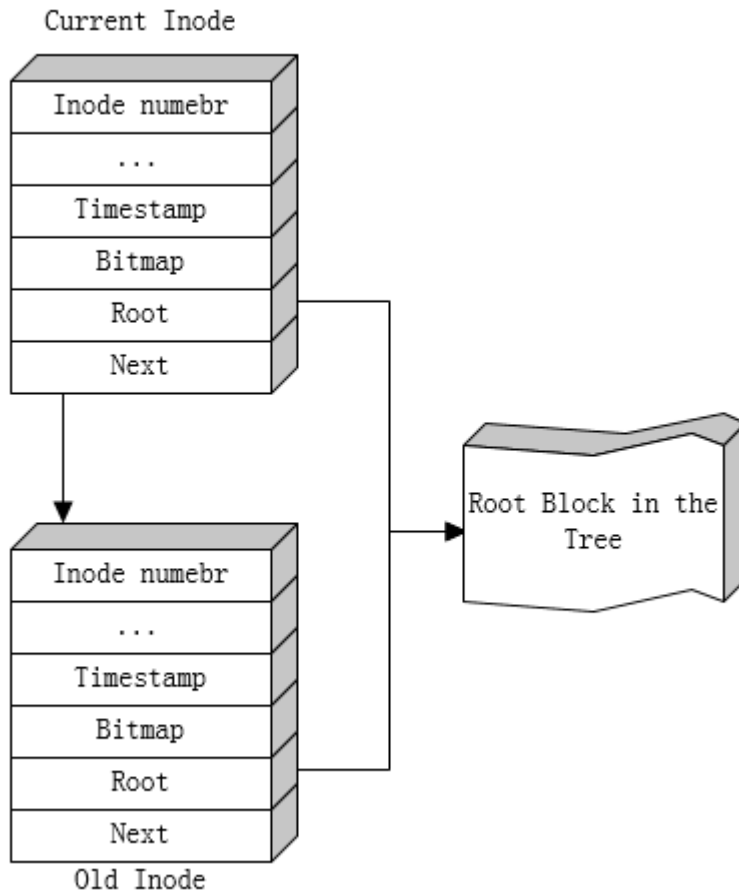 Current Inode
Inode numebr
...
Timestamp
Bitmap
Root
Next
Root Block in the
Tree
Inode numebr
...
Timestamp
Bitmap
Root
Next
Old Inode